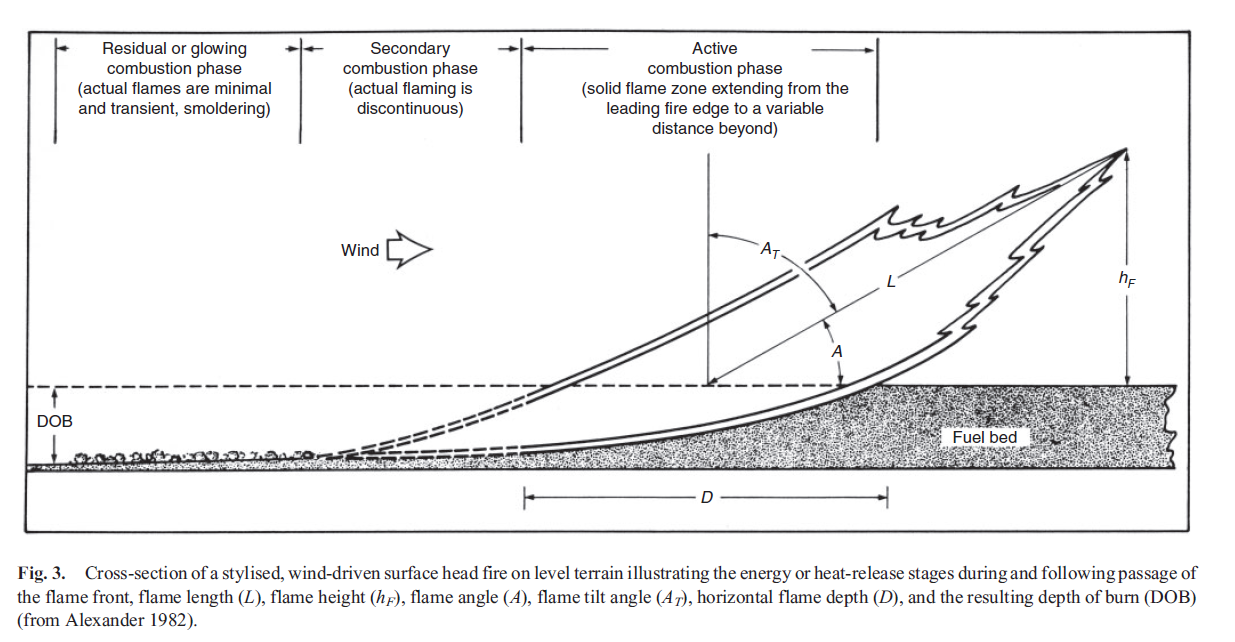 Residual or glowing
combustion phase
(actual flames are minimal
and transient, smoldering)
Secondary
combustion phase
(actual flaming is
discontinuous)
Active
combustion phase
(solid flame zone extending from the
leading fire edge to a variable
distance beyond)
Wind
A_T
L
h_F
A
DOB
Fuel bed
D
Fig. 3. Cross-section of a stylised, wind-driven surface head fire on level terrain illustrating the energy or heat-release stages during and following passage of
the flame front, flame length (L), flame height (h_F), flame angle (A), flame tilt angle (A_T), horizontal flame depth (D), and the resulting depth of burn (DOB)
(from Alexander 1982).